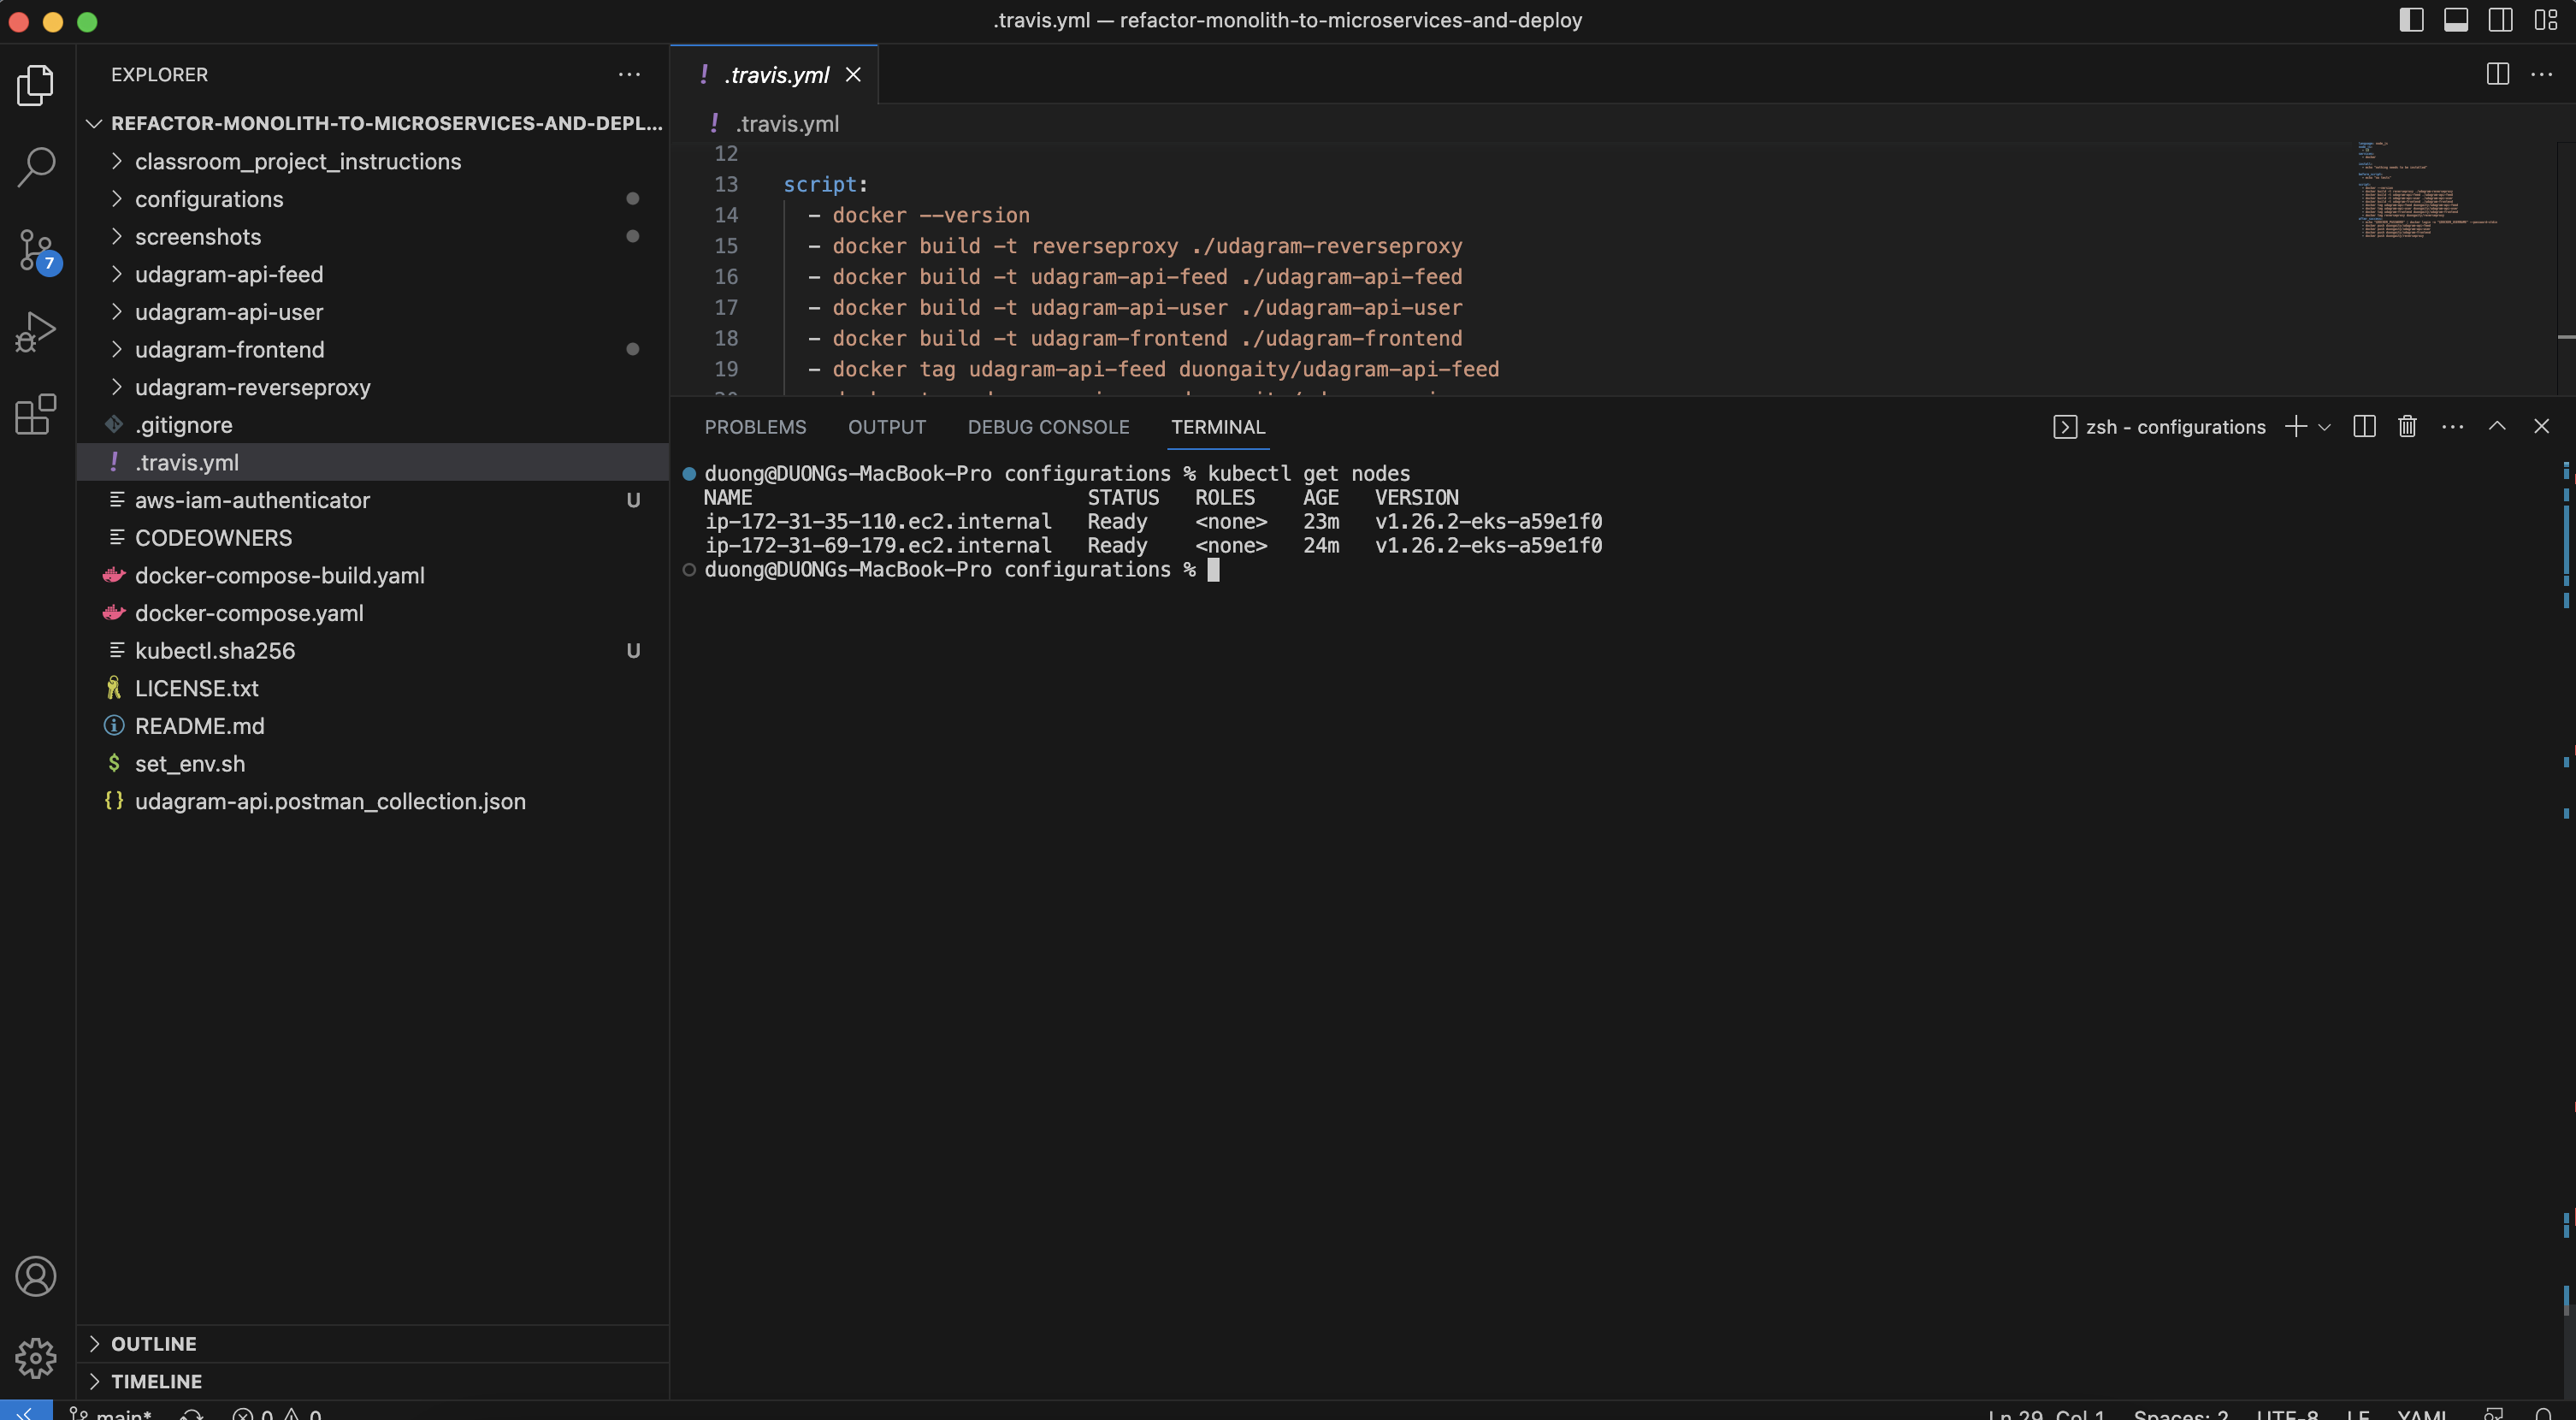 .travis.yml — refactor-monolith-to-microservices-and-deploy
EXPLORER
REFACTOR-MONOLITH-TO-MICROSERVICES-AND-DEPL...
classroom_project_instructions
configurations
screenshots
udagram-api-feed
7
udagram-api-user
udagram-frontend
udagram-reverseproxy
.gitignore
! .travis.yml
aws-iam-authenticator U
CODEOWNERS
docker-compose-build.yaml
docker-compose.yaml
kubectl.sha256 U
LICENSE.txt
README.md
$ set_env.sh
{} udagram-api.postman_collection.json
OUTLINE
TIMELINE
! .travis.yml
! .travis.yml
12
13 script:
14 - docker --version
15 - docker build -t reverseproxy ./udagram-reverseproxy
16 - docker build -t udagram-api-feed ./udagram-api-feed
17 - docker build -t udagram-api-user ./udagram-api-user
18 - docker build -t udagram-frontend ./udagram-frontend
19 - docker tag udagram-api-feed duongaity/udagram-api-feed
PROBLEMS OUTPUT DEBUG CONSOLE TERMINAL
zsh - configurations
duong@DUONGs-MacBook-Pro configurations % kubectl get nodes
NAME STATUS ROLES AGE VERSION
ip-172-31-35-110.ec2.internal Ready <none> 23m v1.26.2-eks-a59e1f0
ip-172-31-69-179.ec2.internal Ready <none> 24m v1.26.2-eks-a59e1f0
duong@DUONGs-MacBook-Pro configurations %
main* 0 0
Ln 29, Col 1 Spaces: 2 UTF-8 LF YAML